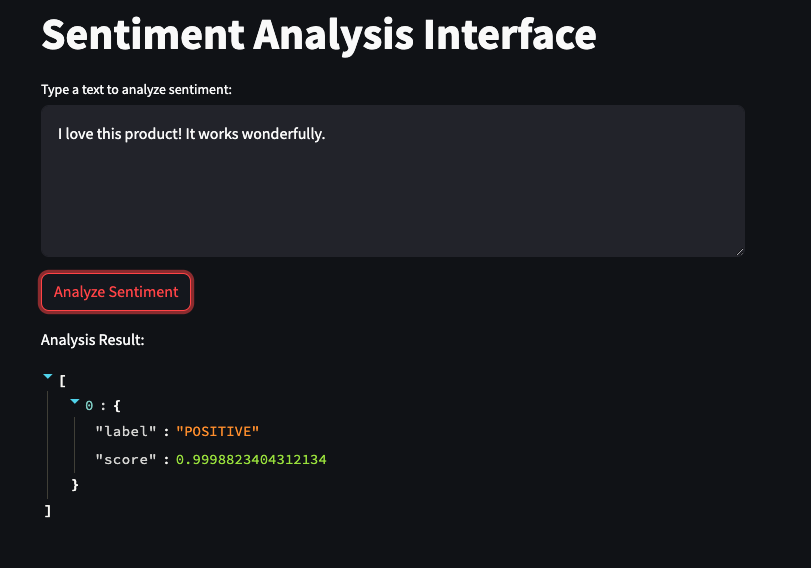 Sentiment Analysis Interface
Type a text to analyze sentiment:
I love this product! It works wonderfully.
Analyze Sentiment
Analysis Result:
[
0 : {
"label" : "POSITIVE"
"score" : 0.9998823404312134
}
]